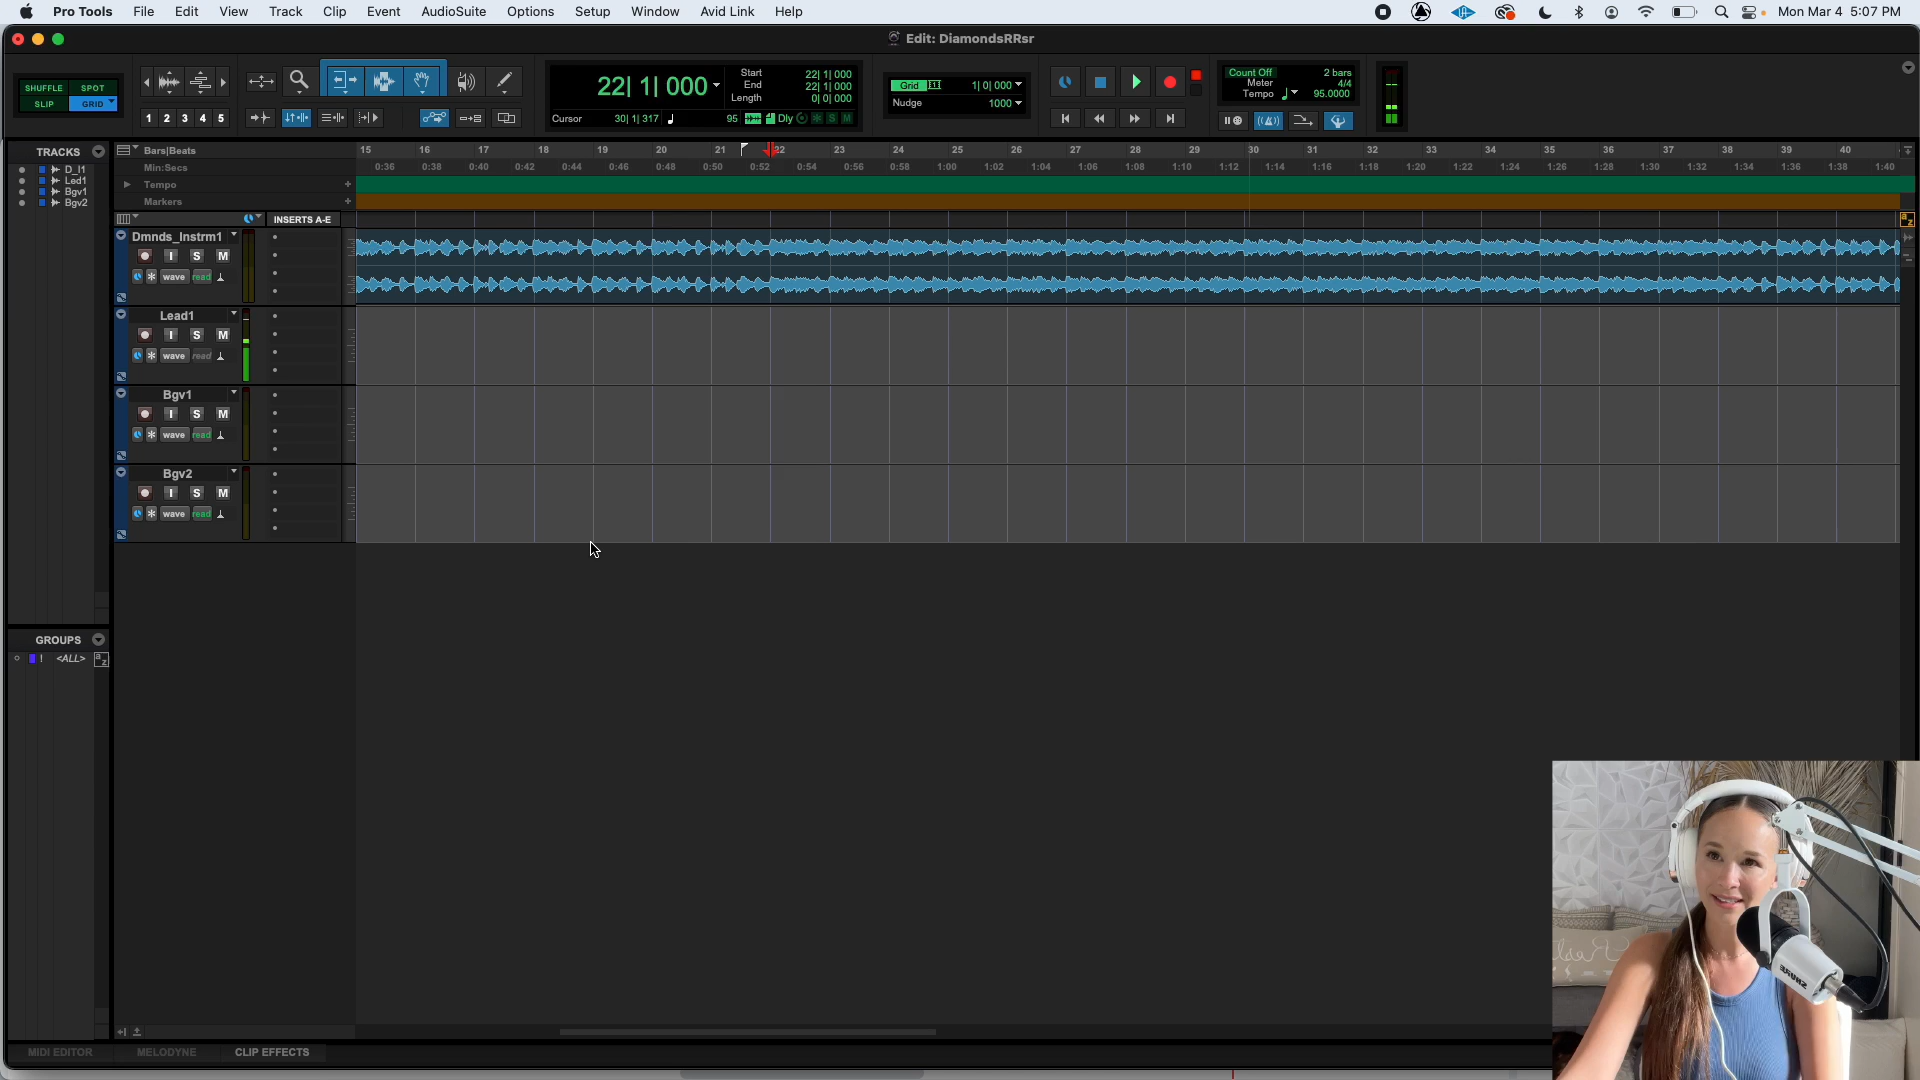 Pro Tools File Edit View Track Clip Event AudioSuite Options Setup Window Avid Link Help Mon Mar 4 5:07 PM
Edit: DiamondsRRsr
SHUFFLE SPOT
SLIP GRID
1 2 3 4 5
22| 1| 000
Start 22| 1| 000
End 22| 1| 000
Length 0| 0| 000
Cursor 30| 1| 317 95 Dly S M
Grid 1| 0| 000
Nudge 1000
Count Off 2 bars
Meter 4/4
Tempo 95.0000
TRACKS
D_I1
Led1
Bgv1
Bgv2
Bars|Beats 15 16 17 18 19 20 21 22 23 24 25 26 27 28 29 30 31 32 33 34 35 36 37 38 39 40
Min:Secs 0:36 0:38 0:40 0:42 0:44 0:46 0:48 0:50 0:52 0:54 0:56 0:58 1:00 1:02 1:04 1:06 1:08 1:10 1:12 1:14 1:16 1:18 1:20 1:22 1:24 1:26 1:28 1:30 1:32 1:34 1:36 1:38 1:40
Tempo
Markers
INSERTS A-E
Dmnds_Instrm1
I S M
wave read
Lead1
I S M
wave read
Bgv1
I S M
wave read
Bgv2
I S M
wave read
GROUPS
! <ALL> a z
MIDI EDITOR MELODYNE CLIP EFFECTS
SHURE